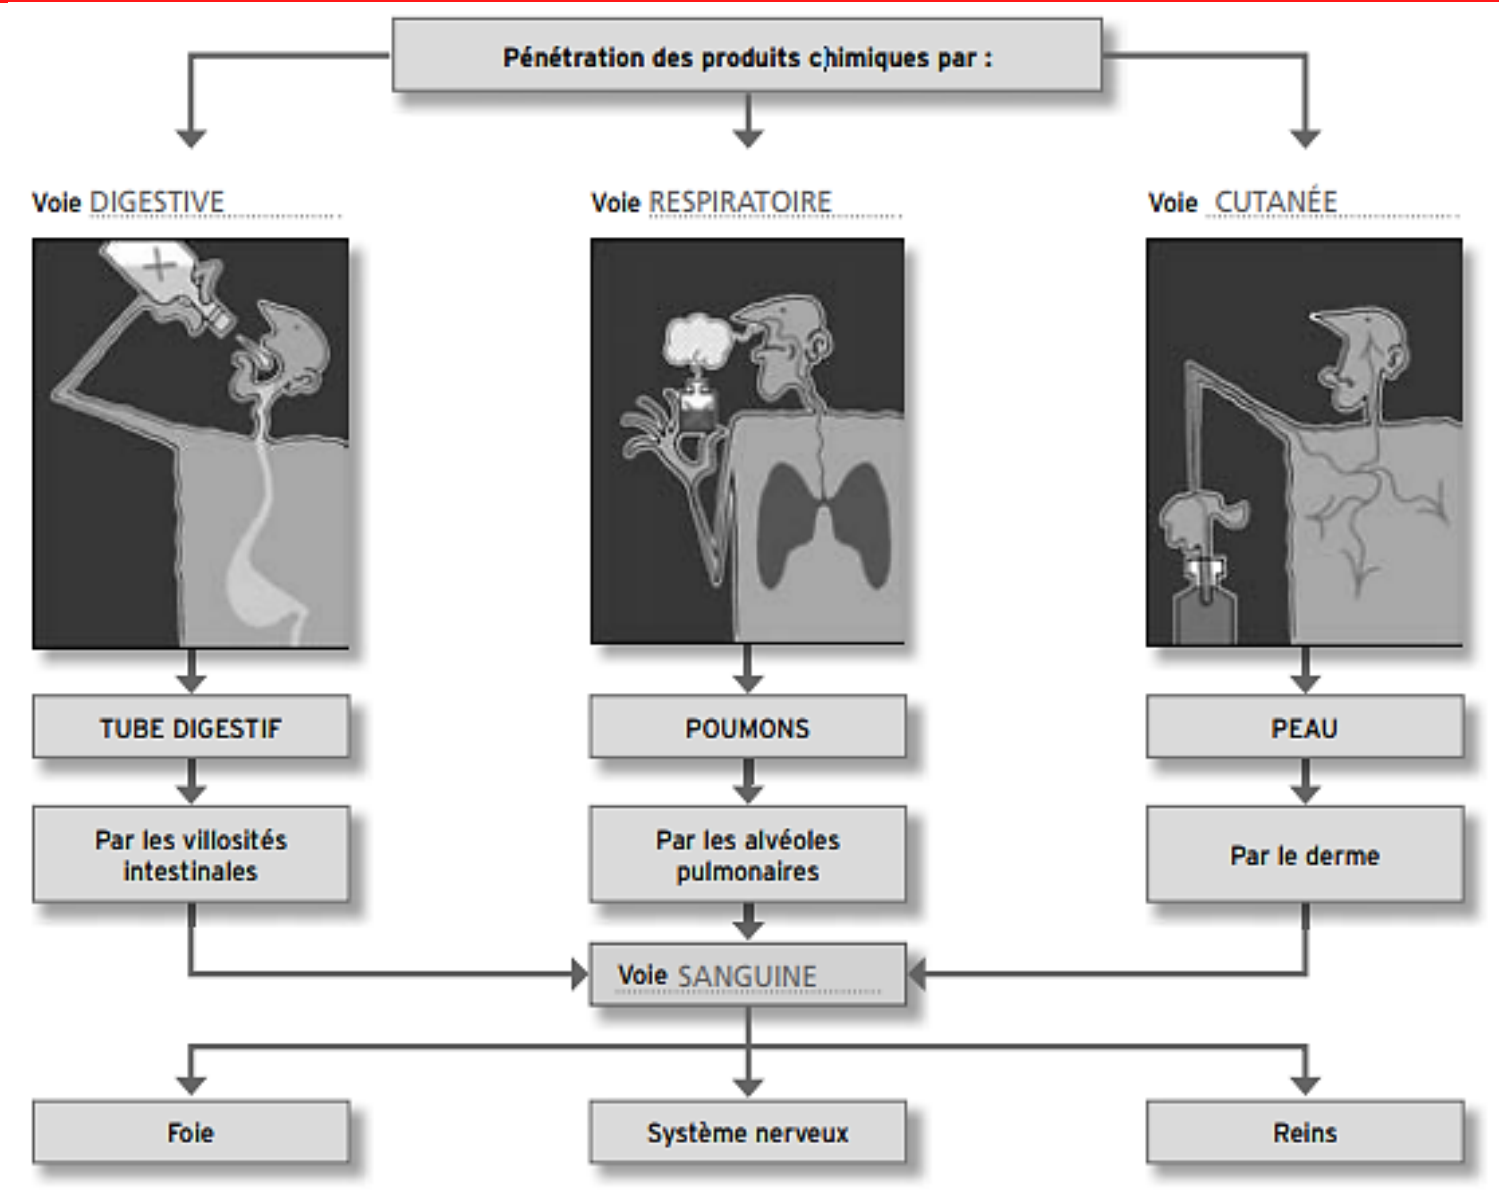 Pénétration des produits chimiques par :
Voie DIGESTIVE
Voie RESPIRATOIRE
Voie CUTANÉE
TUBE DIGESTIF
POUMONS
PEAU
Par les villosités
intestinales
Par les alvéoles
pulmonaires
Par le derme
Voie SANGUINE
Foie
Système nerveux
Reins